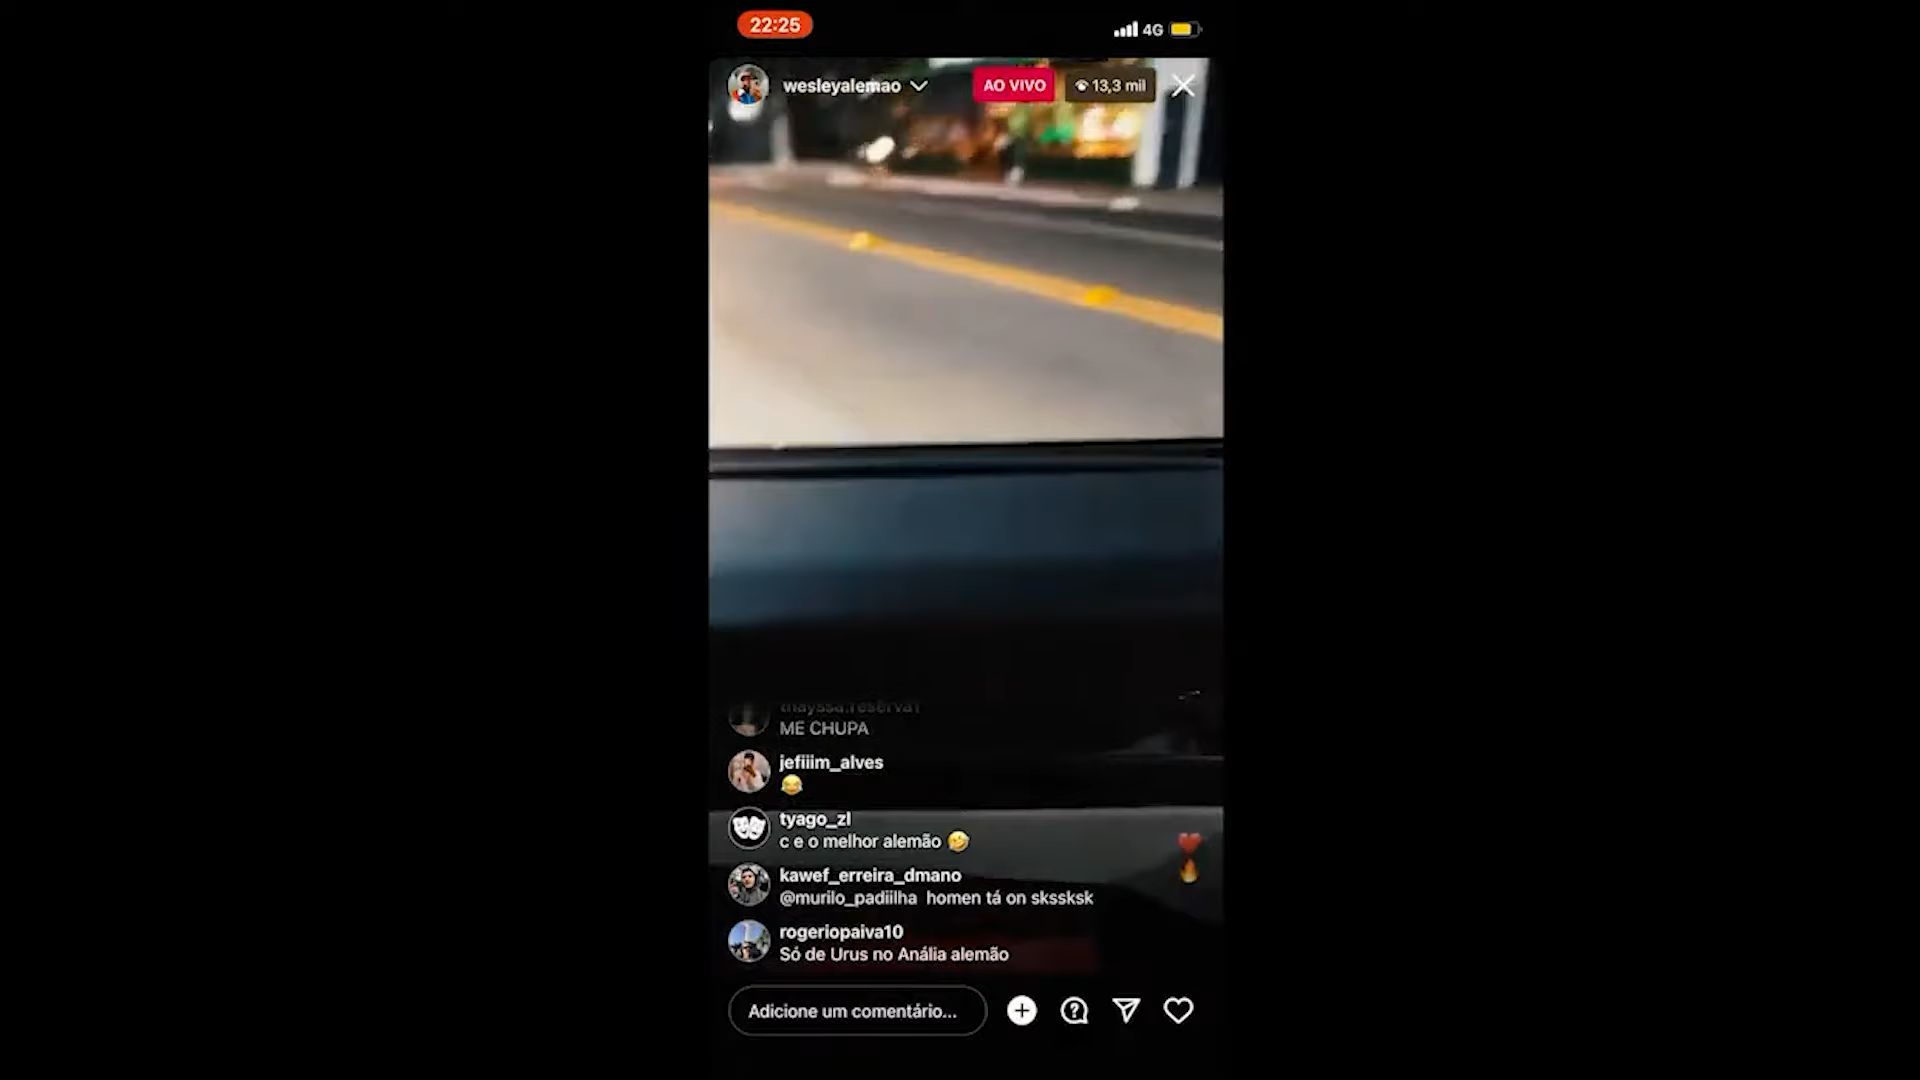 22:25
4G
wesleyalemao
AO VIVO
13,3 mil
ME CHUPA
jefiiim_alves
😂
tyago_zl
c e o melhor alemão 🤣
kawef_erreira_dmano
@murilo_padiilha homen tá on skssksk
rogeriopaiva10
Só de Urus no Anália alemão
Adicione um comentário...